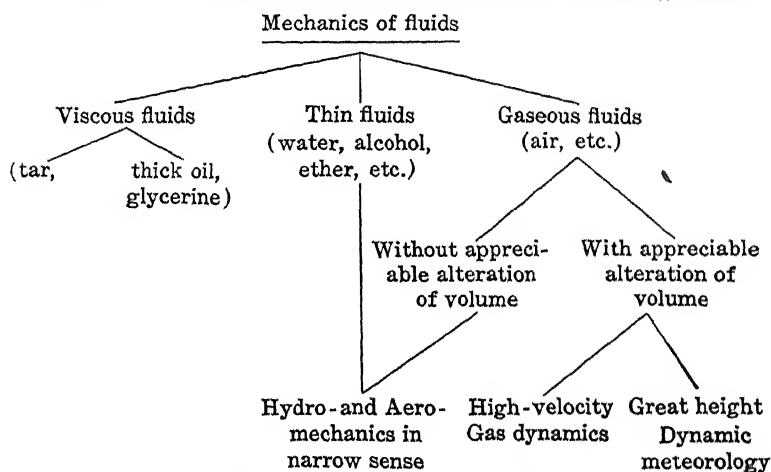 Mechanics of fluids
Viscous fluids
(tar,
thick oil,
glycerine)
Thin fluids
(water, alcohol,
ether, etc.)
Gaseous fluids
(air, etc.)
Without appreci-
able alteration
of volume
With appreciable
alteration of
volume
Hydro-and Aero-
mechanics in
narrow sense
High-velocity
Gas dynamics
Great height
Dynamic
meteorology